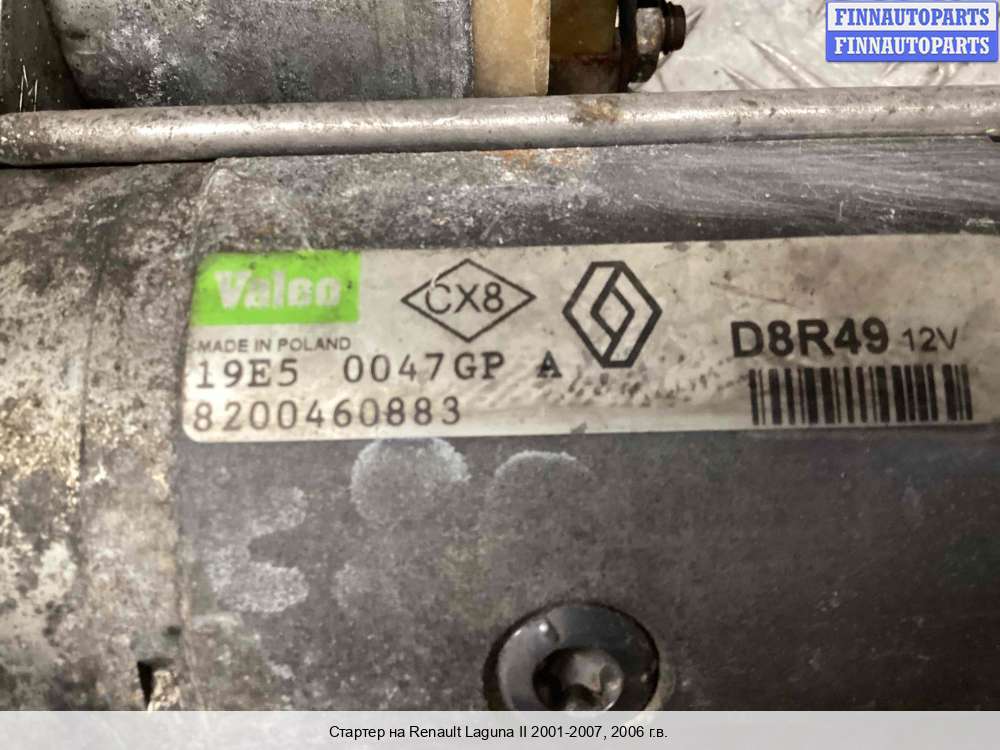 FINNAUTOPARTS
FINNAUTOPARTS
Valeo
CX8
MADE IN POLAND
D8R49 12V
19E5 0047GP A
8200460883
Стартер на Renault Laguna II 2001-2007, 2006 г.в.